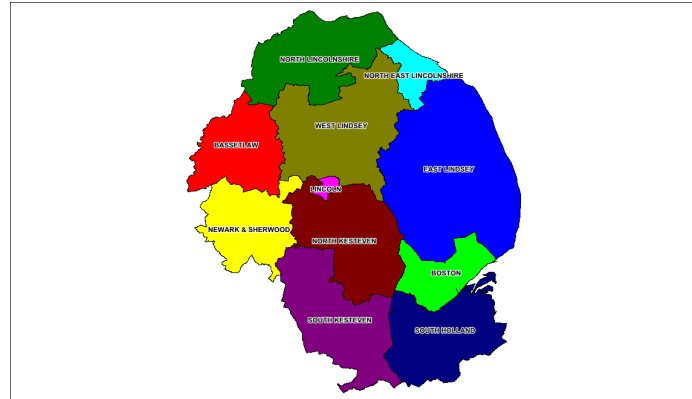 NORTH LINCOLNSHIRE
NORTH EAST LINCOLNSHIRE
WEST LINDSEY
BASSETLAW
EAST LINDSEY
LINCOLN
NEWARK & SHERWOOD
NORTH KESTEVEN
BOSTON
SOUTH KESTEVEN
SOUTH HOLLAND